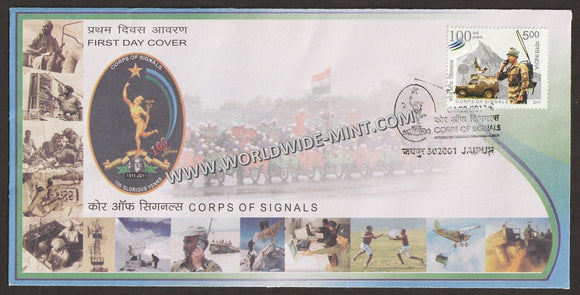 प्रथम दिवस आवरण
FIRST DAY COVER
CORPS OF SIGNALS
1911-2011
100 GLORIOUS YEARS
100
5.00
भारत INDIA
CORPS OF SIGNALS
2011
कोर ऑफ सिगनल्स
CORPS OF SIGNALS
जयपुर 302001 JAIPUR
WWW.WORLDWIDE-MINT.COM
कोर ऑफ सिगनल्स CORPS OF SIGNALS